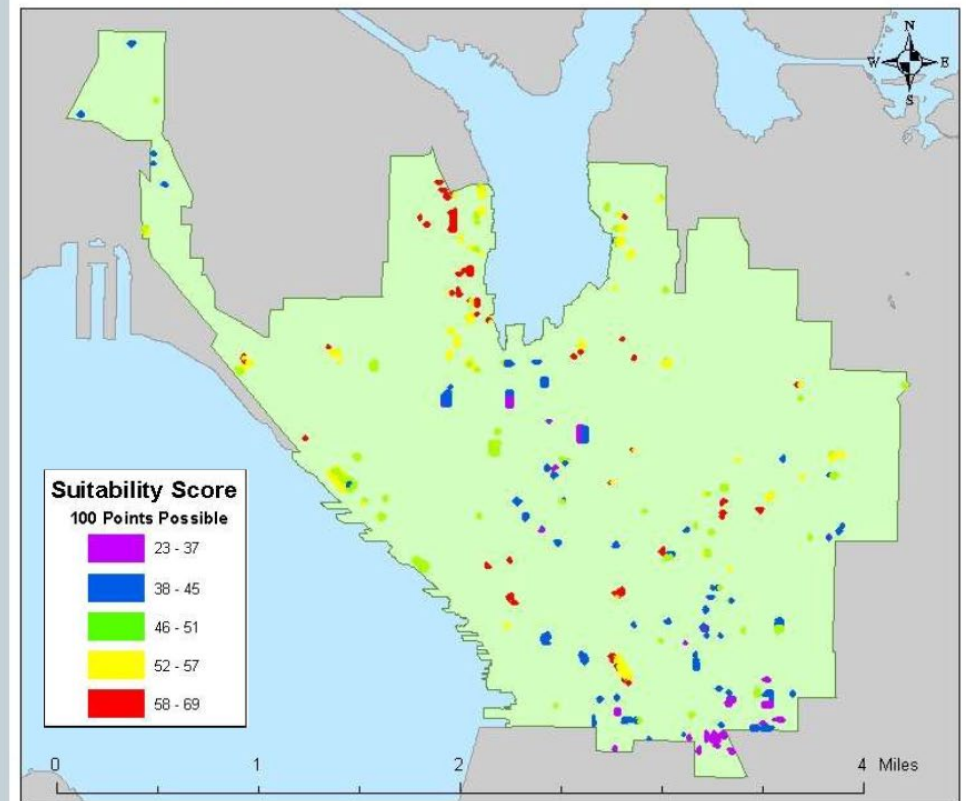 N
W E
S
Suitability Score
100 Points Possible
23 - 37
38 - 45
46 - 51
52 - 57
58 - 69
0 1 2 4 Miles